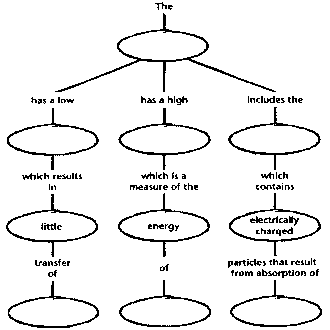 The
has a low
has a high
includes the
which results
in
which is a
measure of the
which
contains
little
energy
electrically
charged
transfer
of
of
particles that result
from absorption of